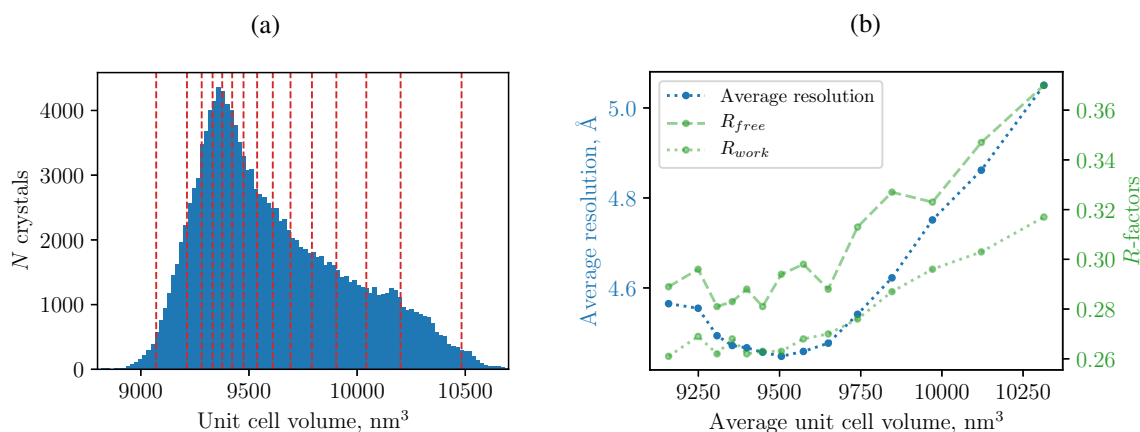 (a)
(b)
4000
3000
2000
1000
0
N crystals
9000
9500
10000
10500
Unit cell volume, nm³
Average resolution
R_free
R_work
5.0
4.8
4.6
Average resolution, Å
0.36
0.34
0.32
0.30
0.28
0.26
R-factors
9250
9500
9750
10000
10250
Average unit cell volume, nm³